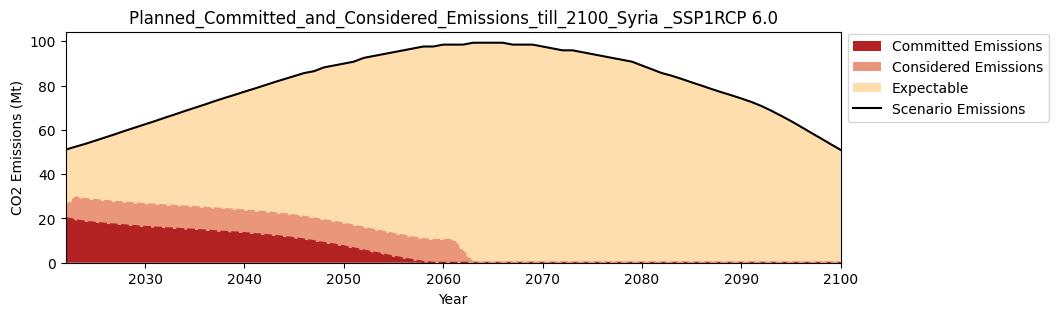 Planned_Committed_and_Considered_Emissions_till_2100_Syria _SSP1RCP 6.0
CO2 Emissions (Mt)
100
80
60
40
20
0
2030 2040 2050 2060 2070 2080 2090 2100
Year
Committed Emissions
Considered Emissions
Expectable
Scenario Emissions